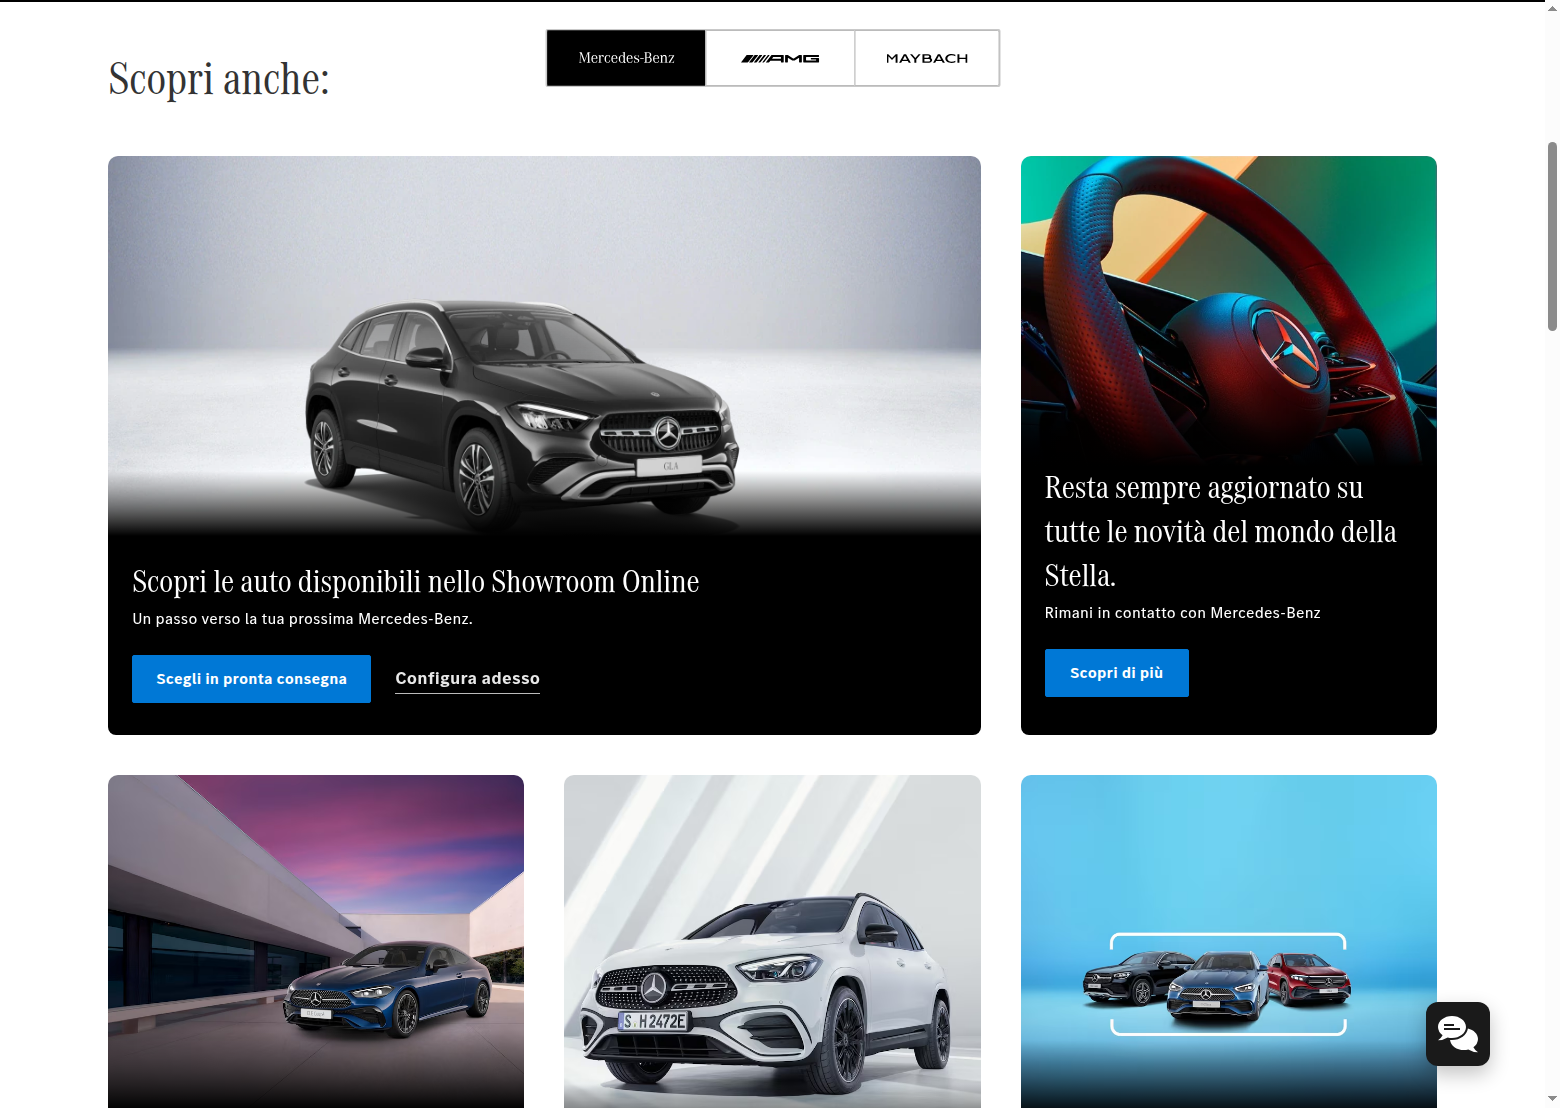 Mercedes-Benz
AMG
MAYBACH
Scopri anche:
GLA
Scopri le auto disponibili nello Showroom Online
Un passo verso la tua prossima Mercedes-Benz.
Scegli in pronta consegna
Configura adesso
Resta sempre aggiornato su
tutte le novità del mondo della
Stella.
Rimani in contatto con Mercedes-Benz
Scopri di più
S H 2472E